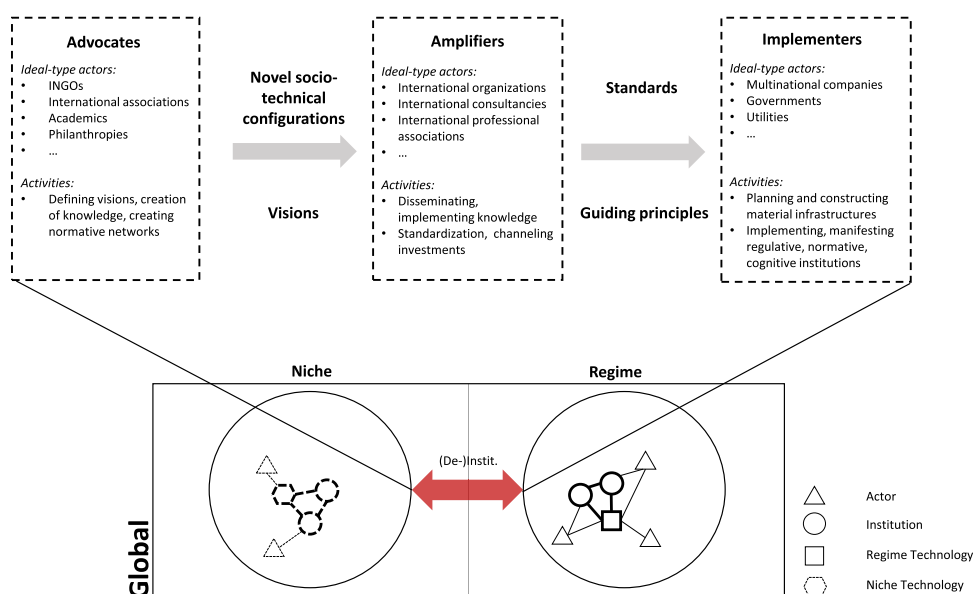 Advocates
Ideal-type actors:
• INGOs
• International associations
• Academics
• Philanthropies
• ...
Activities:
• Defining visions, creation
of knowledge, creating
normative networks
Novel socio-
technical
configurations
Visions
Amplifiers
Ideal-type actors:
• International organizations
• International consultancies
• International professional
associations
• ...
Activities:
• Disseminating,
implementing knowledge
• Standardization, channeling
investments
Standards
Guiding principles
Implementers
Ideal-type actors:
• Multinational companies
• Governments
• Utilities
• ...
Activities:
• Planning and constructing
material infrastructures
• Implementing, manifesting
regulative, normative,
cognitive institutions
Niche
Regime
(De-)Instit.
Global
Actor
Institution
Regime Technology
Niche Technology